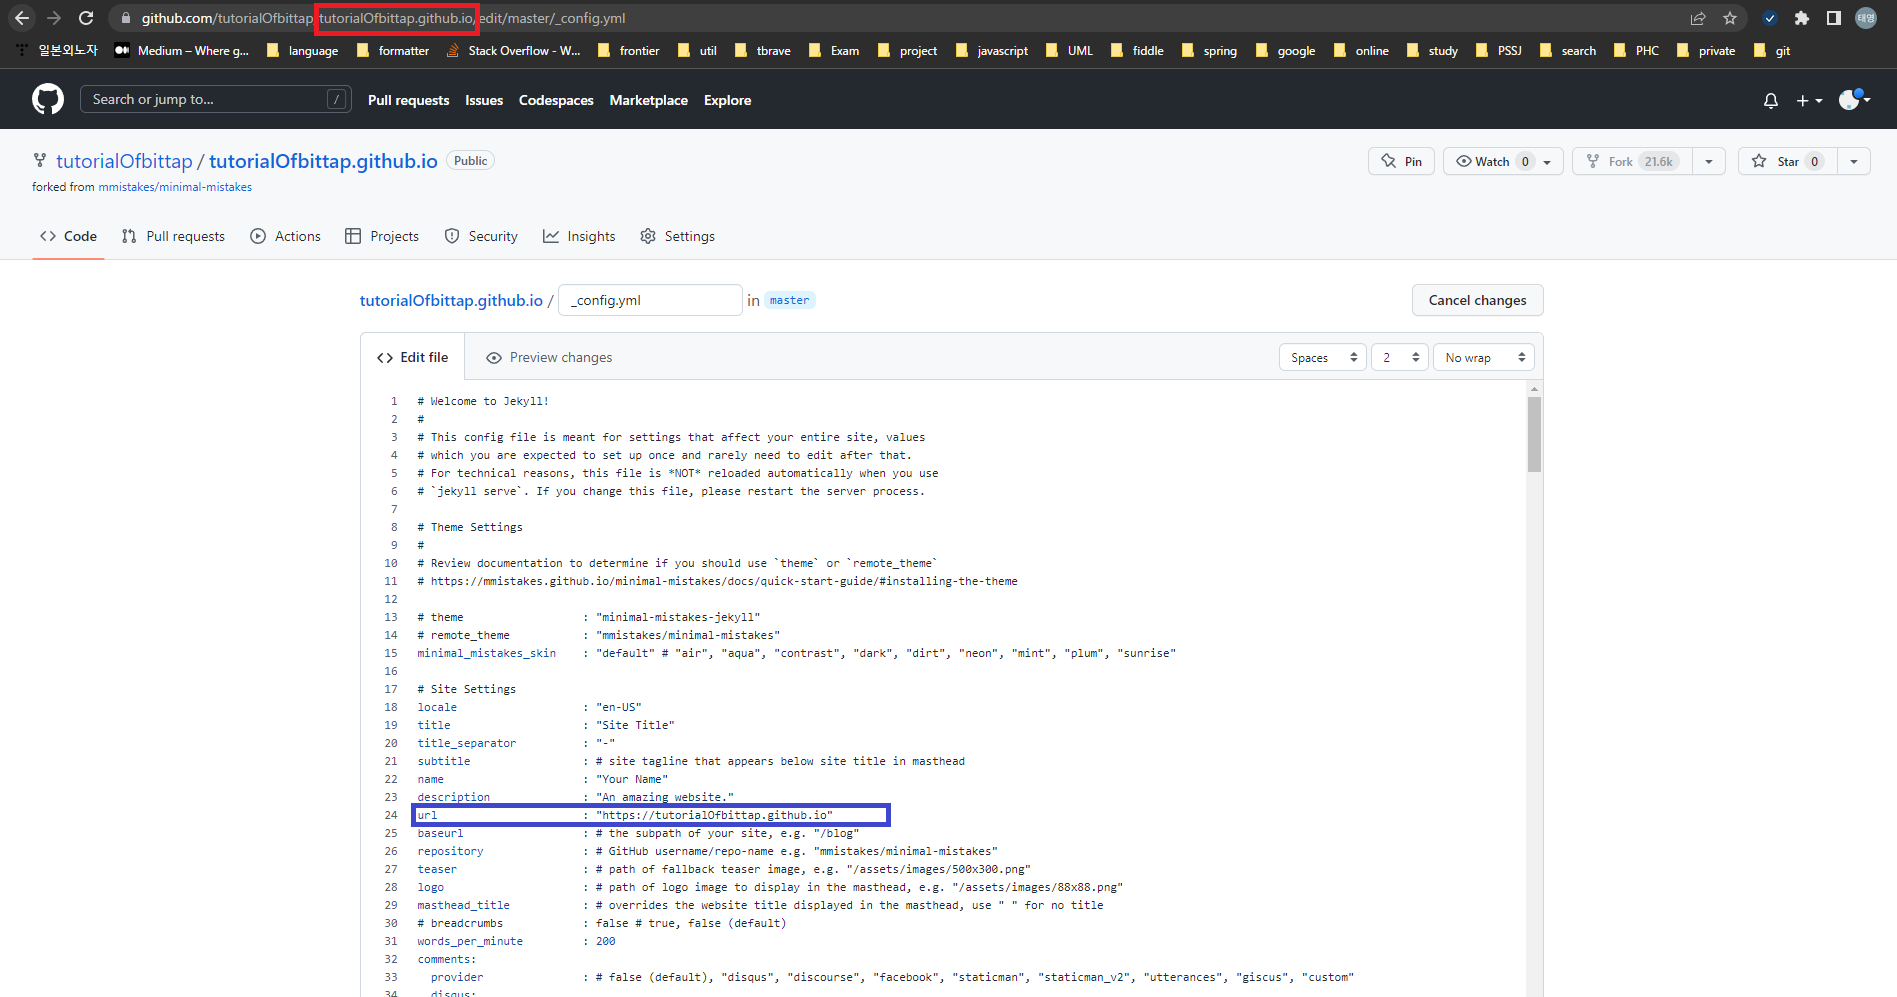 github.com/tutorialOfbittap/tutorialOfbittap.github.io/edit/master/_config.yml
태영
일본외노자 Medium – Where g... language formatter Stack Overflow - W... frontier util tbrave Exam project javascript UML fiddle spring google online study PSSJ search PHC private git
Search or jump to... / Pull requests Issues Codespaces Marketplace Explore
tutorialOfbittap / tutorialOfbittap.github.io Public
Pin Watch 0 Fork 21.6k Star 0
forked from mmistakes/minimal-mistakes
Code Pull requests Actions Projects Security Insights Settings
tutorialOfbittap.github.io / _config.yml in master Cancel changes
Edit file Preview changes Spaces 2 No wrap
1 # Welcome to Jekyll!
2 #
3 # This config file is meant for settings that affect your entire site, values
4 # which you are expected to set up once and rarely need to edit after that.
5 # For technical reasons, this file is *NOT* reloaded automatically when you use
6 # `jekyll serve`. If you change this file, please restart the server process.
7
8 # Theme Settings
9 #
10 # Review documentation to determine if you should use `theme` or `remote_theme`
11 # https://mmistakes.github.io/minimal-mistakes/docs/quick-start-guide/#installing-the-theme
12
13 # theme : "minimal-mistakes-jekyll"
14 # remote_theme : "mmistakes/minimal-mistakes"
15 minimal_mistakes_skin : "default" # "air", "aqua", "contrast", "dark", "dirt", "neon", "mint", "plum", "sunrise"
16
17 # Site Settings
18 locale : "en-US"
19 title : "Site Title"
20 title_separator : "-"
21 subtitle : # site tagline that appears below site title in masthead
22 name : "Your Name"
23 description : "An amazing website."
24 url : "https://tutorialOfbittap.github.io"
25 baseurl : # the subpath of your site, e.g. "/blog"
26 repository : # GitHub username/repo-name e.g. "mmistakes/minimal-mistakes"
27 teaser : # path of fallback teaser image, e.g. "/assets/images/500x300.png"
28 logo : # path of logo image to display in the masthead, e.g. "/assets/images/88x88.png"
29 masthead_title : # overrides the website title displayed in the masthead, use " " for no title
30 # breadcrumbs : false # true, false (default)
31 words_per_minute : 200
32 comments:
33 provider : # false (default), "disqus", "discourse", "facebook", "staticman", "staticman_v2", "utterances", "giscus", "custom"
34 disqus: